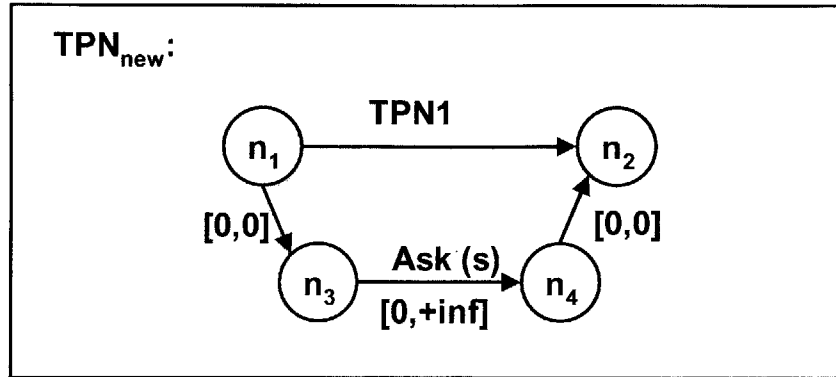 TPNnew:
TPN1
n1
n2
[0,0]
[0,0]
Ask (s)
n3
n4
[0,+inf]